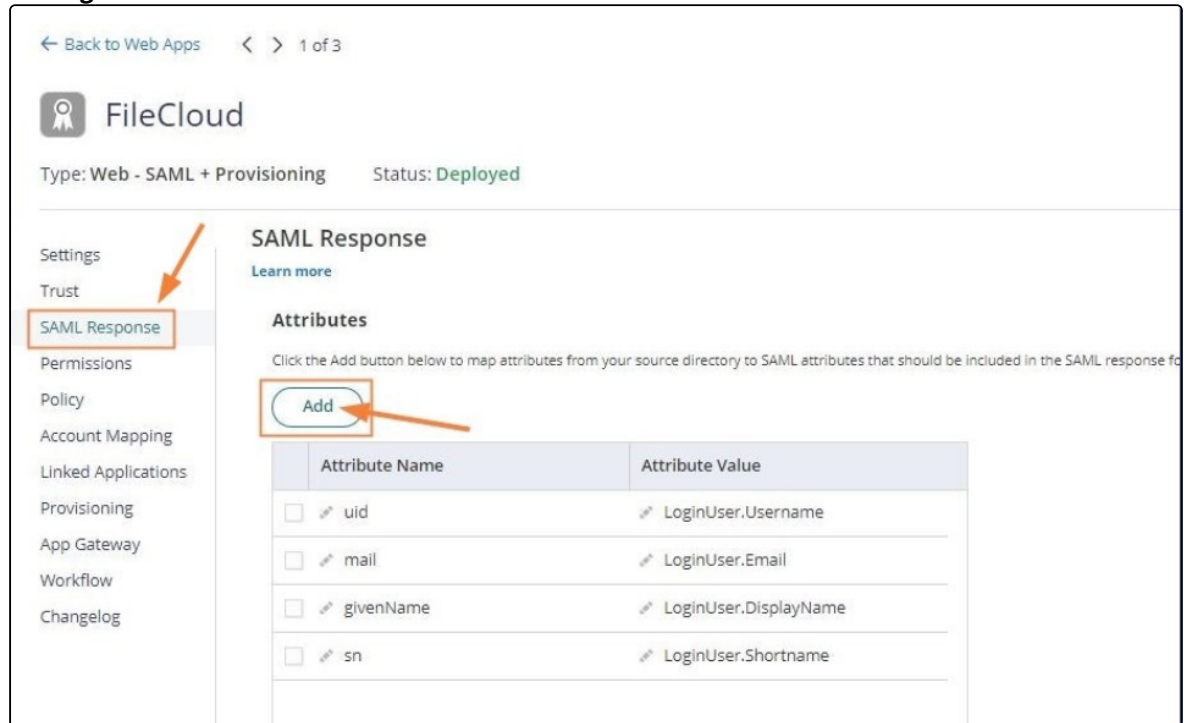 ← Back to Web Apps < > 1 of 3
FileCloud
Type: Web - SAML + Provisioning Status: Deployed
Settings
Trust
SAML Response
Permissions
Policy
Account Mapping
Linked Applications
Provisioning
App Gateway
Workflow
Changelog
SAML Response
Learn more
Attributes
Click the Add button below to map attributes from your source directory to SAML attributes that should be included in the SAML response
Add
Attribute Name Attribute Value
uid LoginUser.Username
mail LoginUser.Email
givenName LoginUser.DisplayName
sn LoginUser.Shortname